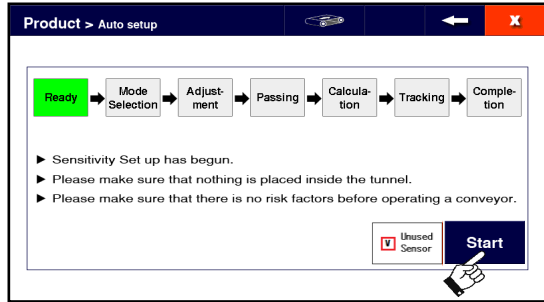 Product > Auto setup
X
Ready
Mode
Selection
Adjust-
ment
Passing
Calcula-
tion
Tracking
Comple-
tion
► Sensitivity Set up has begun.
► Please make sure that nothing is placed inside the tunnel.
► Please make sure that there is no risk factors before operating a conveyor.
V Unused
Sensor
Start